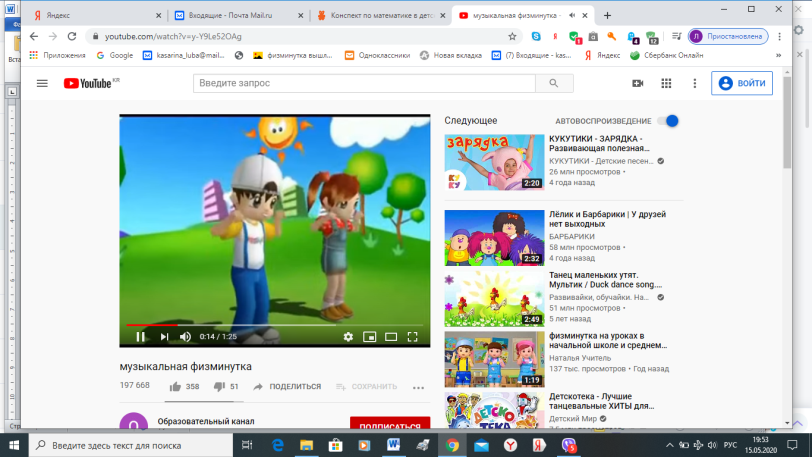 Яндекс
Входящие - Почта Mail.ru
Конспект по математике в детс
музыкальная физминутка -
youtube.com/watch?v=y-Y9Le52OAg
Приостановлена
Приложения
Google
kasarina_luba@mail...
физминутка вышл...
Одноклассники
Новая вкладка
(7) Входящие - kas...
Яндекс
Сбербанк Онлайн
YouTube KR
Введите запрос
ВОЙТИ
Следующее
АВТОВОСПРОИЗВЕДЕНИЕ
зарядка
КУ
КУ
2:20
КУКУТИКИ - ЗАРЯДКА -
Развивающая полезная...
КУКУТИКИ - Детские песен...
26 млн просмотров •
4 года назад
2:32
Лёлик и Барбарики | У друзей
нет выходных
БАРБАРИКИ
58 млн просмотров •
4 года назад
2:49
Танец маленьких утят.
Мультик / Duck dance song....
Развивайки, обучайки. На...
51 млн просмотров •
5 лет назад
1:19
физминутка на уроках в
начальной школе и среднем...
Наталья Учитель
137 тыс. просмотров • Год назад
ДЕТСКО
ТЕКА
Детскотека - Лучшие
танцевальные ХИТЫ для...
Детский Мир
0:14 / 1:25
музыкальная физминутка
197 668
358
51
ПОДЕЛИТЬСЯ
СОХРАНИТЬ
Образовательный канал
ПОДПИСАТЬСЯ
Введите здесь текст для поиска
РУС
19:53
15.05.2020